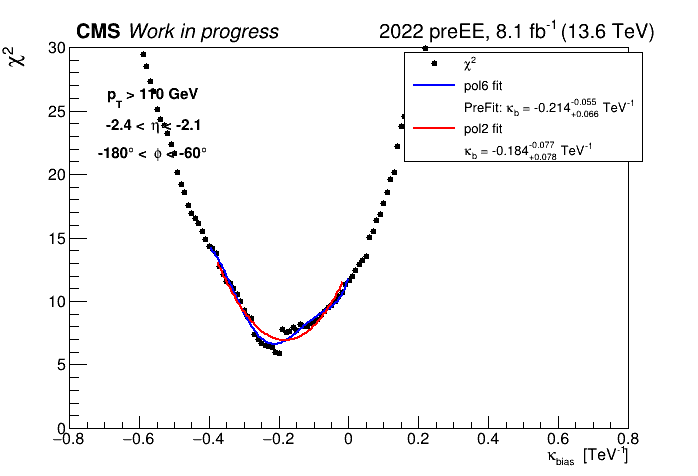 CMS Work in progress
2022 preEE, 8.1 fb⁻¹ (13.6 TeV)
χ²
30
25
20
15
10
5
0
p_T > 110 GeV
-2.4 < η < -2.1
-180° < φ < -60°
χ²
pol6 fit
PreFit: κ_b = -0.214 -0.055 +0.066 TeV⁻¹
pol2 fit
κ_b = -0.184 -0.077 +0.078 TeV⁻¹
−0.8 −0.6 −0.4 −0.2 0 0.2 0.4 0.6 0.8
κ_bias [TeV⁻¹]